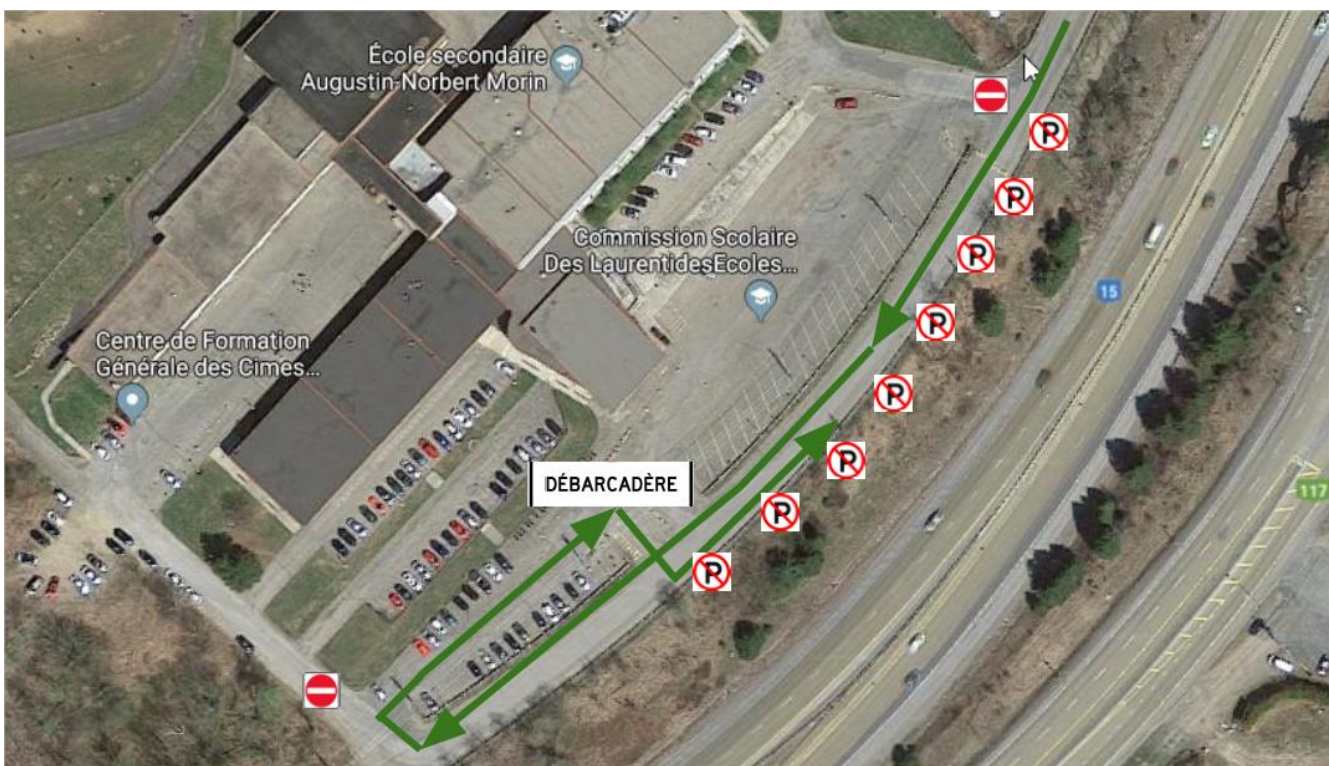 École secondaire
Augustin-Norbert Morin
P
P
Commission Scolaire
Des LaurentidesEcoles...
P
15
P
Centre de Formation
Générale des Cimes...
P
P
DÉBARCADÈRE
117
P
P